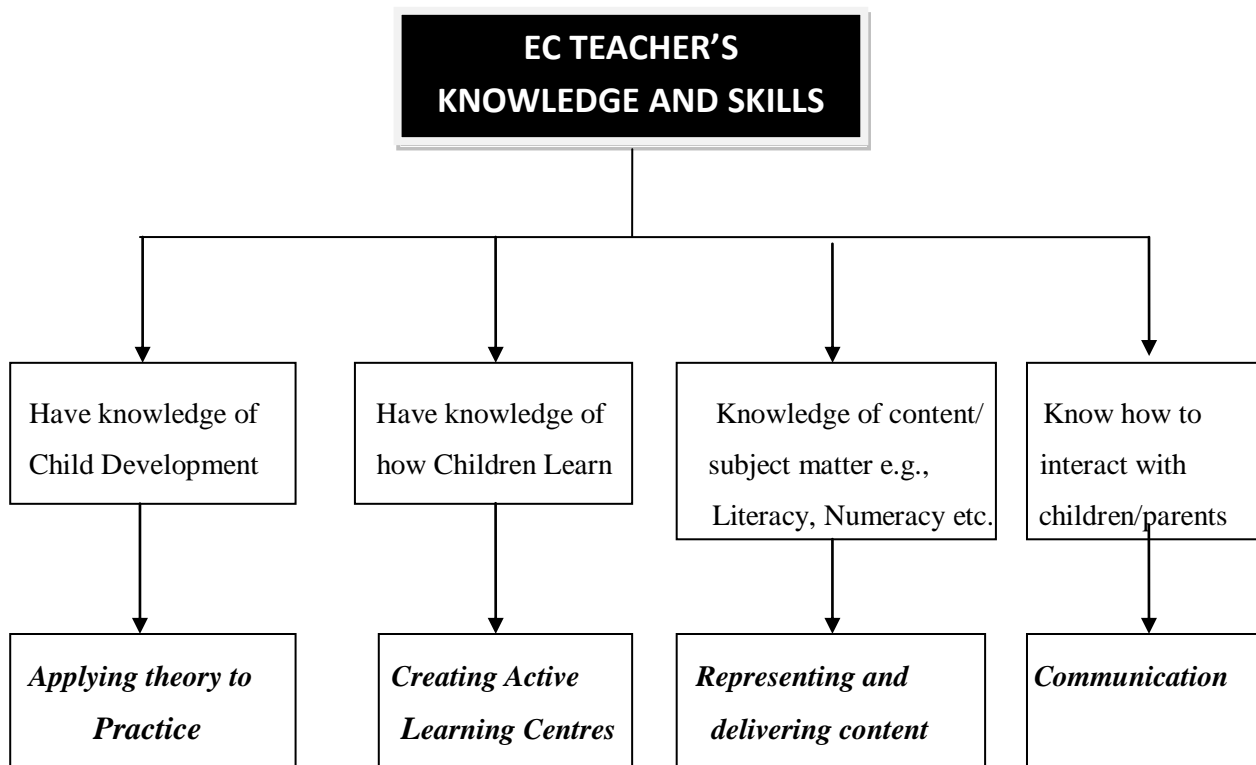 EC TEACHER’S
KNOWLEDGE AND SKILLS
Have knowledge of
Child Development
Have knowledge of
how Children Learn
Knowledge of content/
subject matter e.g.,
Literacy, Numeracy etc.
Know how to
interact with
children/parents
Applying theory to
Practice
Creating Active
Learning Centres
Representing and
delivering content
Communication